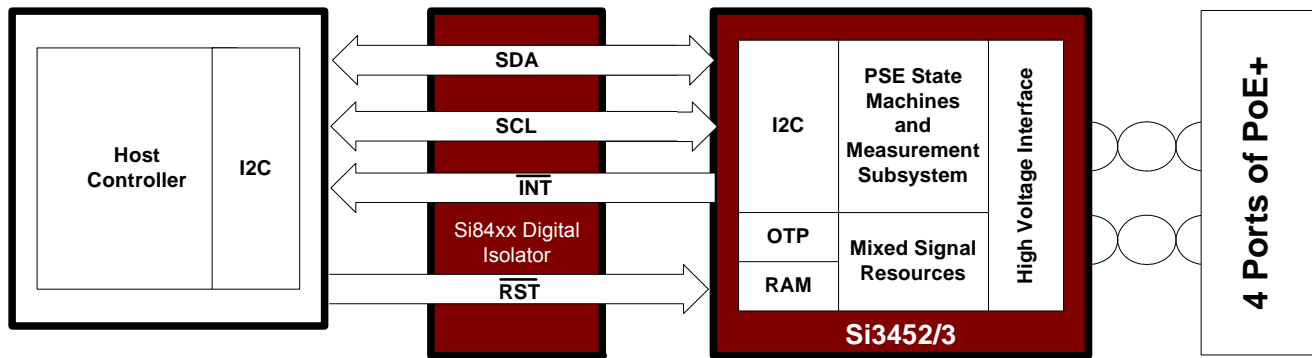 Host
Controller
I2C
SDA
SCL
INT
Si84xx Digital
Isolator
RST
I2C
PSE State
Machines
and
Measurement
Subsystem
OTP
RAM
Mixed Signal
Resources
High Voltage Interface
Si3452/3
4 Ports of PoE+